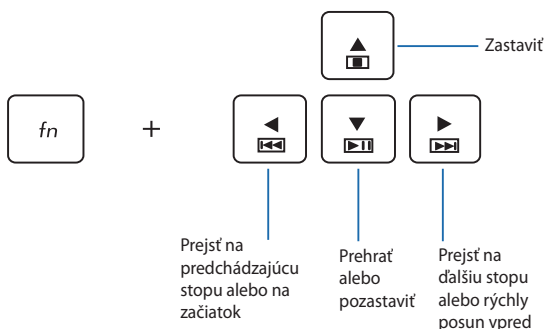 Zastaviť
fn
+
Prejsť na
predchádzajúcu
stopu alebo na
začiatok
Prehrať
alebo
pozastaviť
Prejsť na
ďalšiu stopu
alebo rýchly
posun vpred